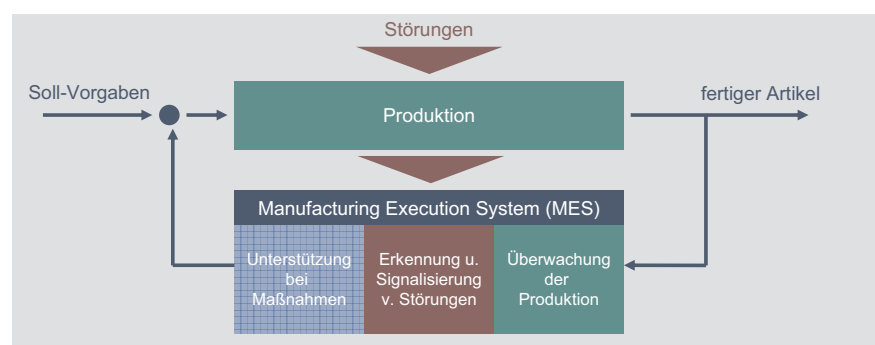 Störungen
Soll-Vorgaben
fertiger Artikel
Produktion
Manufacturing Execution System (MES)
Unterstützung
bei
Maßnahmen
Erkennung u.
Signalisierung
v. Störungen
Überwachung
der
Produktion